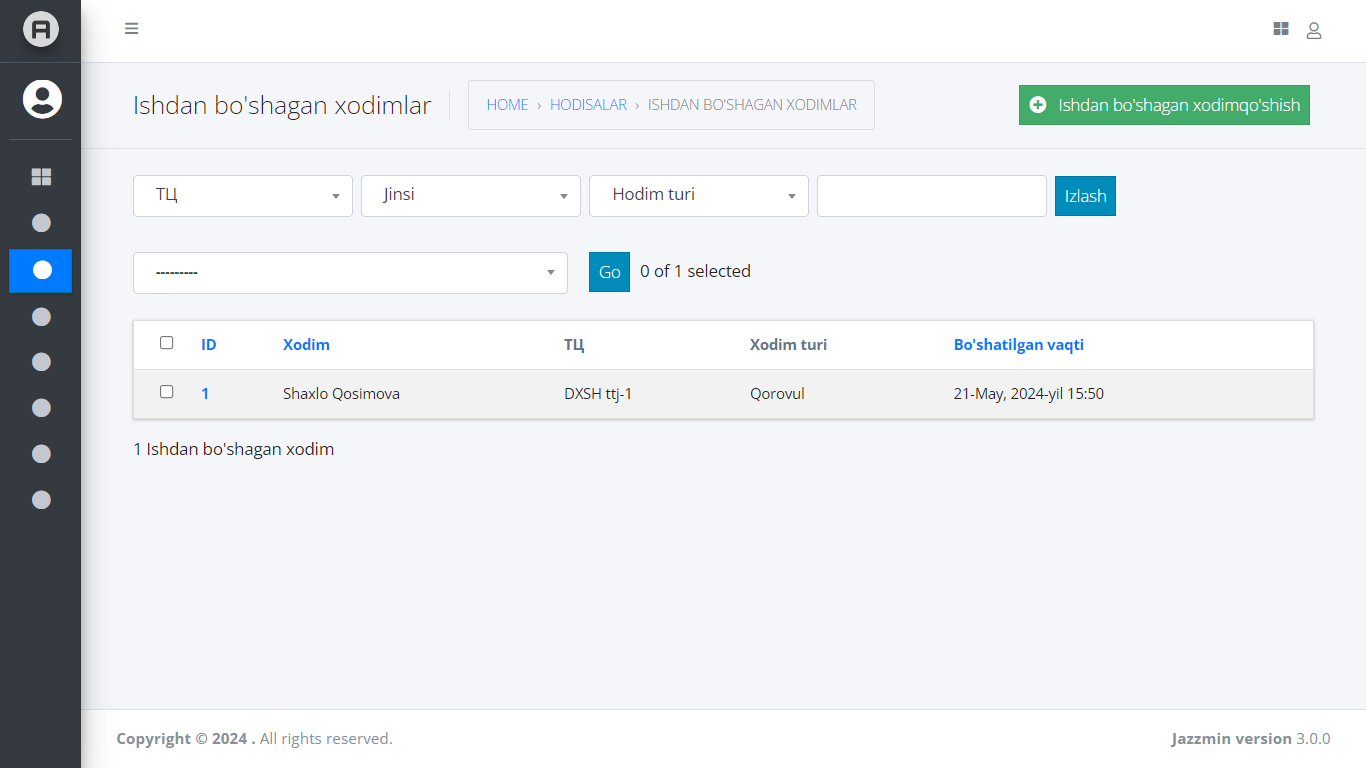 Ishdan bo'shagan xodimlar
HOME › HODISALAR › ISHDAN BO'SHAGAN XODIMLAR
Ishdan bo'shagan xodimqo'shish
ТЦ Jinsi Hodim turi Izlash
--------- Go 0 of 1 selected
ID Xodim ТЦ Xodim turi Bo'shatilgan vaqti
1 Shaxlo Qosimova DXSH ttj-1 Qorovul 21-May, 2024-yil 15:50
1 Ishdan bo'shagan xodim
Copyright © 2024 . All rights reserved. Jazzmin version 3.0.0